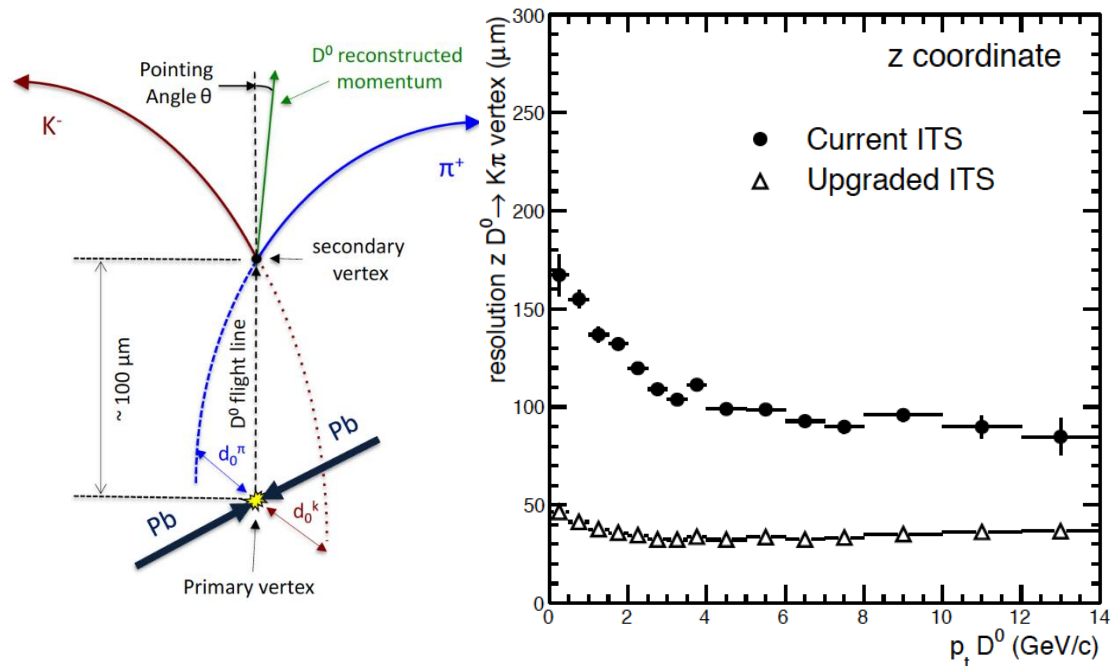 Pointing
Angle θ
D⁰ reconstructed
momentum
K⁻
π⁺
secondary
vertex
~ 100 μm
D⁰ flight line
d₀^π
Pb
d₀^k
Pb
Primary vertex
resolution z D⁰→ Kπ vertex (μm)
z coordinate
Current ITS
Upgraded ITS
300
250
200
150
100
50
0
0 2 4 6 8 10 12 14
p_t D⁰ (GeV/c)